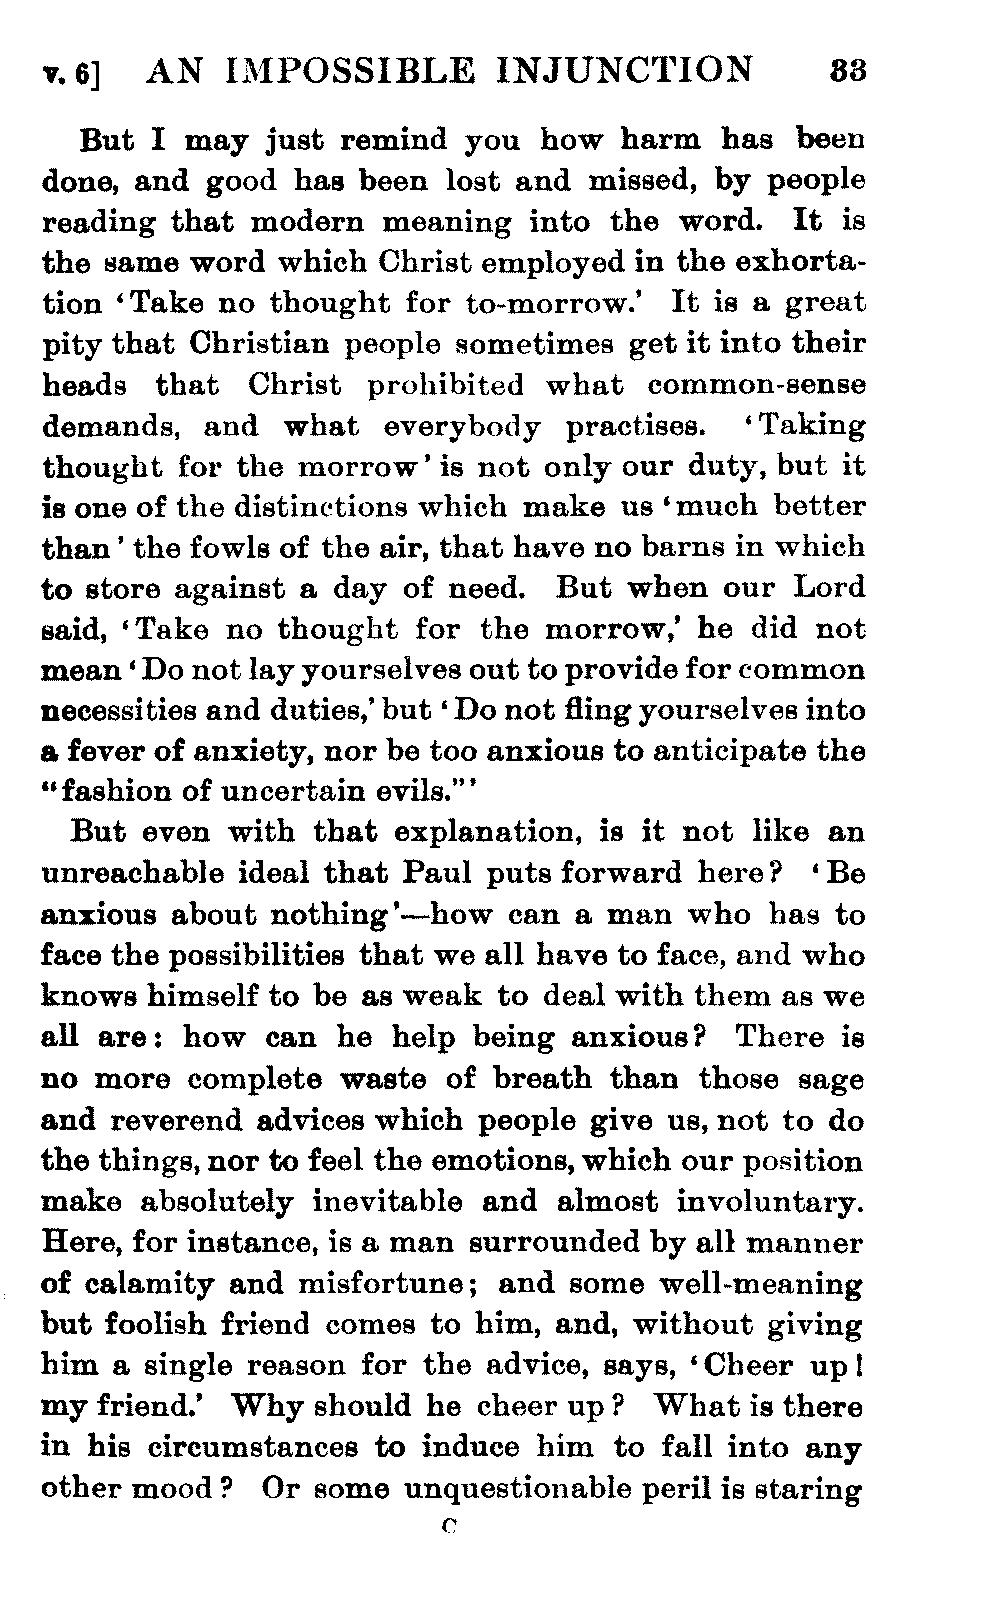 v. 6] AN IMPOSSIBLE INJUNCTION 33
But I may just remind you how harm has been
done, and good has been lost and missed, by people
reading that modern meaning into the word. It is
the same word which Christ employed in the exhorta-
tion ‘Take no thought for to-morrow.’ It is a great
pity that Christian people sometimes get it into their
heads that Christ prohibited what common-sense
demands, and what everybody practises. ‘Taking
thought for the morrow’ is not only our duty, but it
is one of the distinctions which make us ‘much better
than’ the fowls of the air, that have no barns in which
to store against a day of need. But when our Lord
said, ‘Take no thought for the morrow,’ he did not
mean ‘Do not lay yourselves out to provide for common
necessities and duties,’ but ‘Do not fling yourselves into
a fever of anxiety, nor be too anxious to anticipate the
“fashion of uncertain evils.”’
But even with that explanation, is it not like an
unreachable ideal that Paul puts forward here? ‘Be
anxious about nothing’—how can a man who has to
face the possibilities that we all have to face, and who
knows himself to be as weak to deal with them as we
all are: how can he help being anxious? There is
no more complete waste of breath than those sage
and reverend advices which people give us, not to do
the things, nor to feel the emotions, which our position
make absolutely inevitable and almost involuntary.
Here, for instance, is a man surrounded by all manner
of calamity and misfortune; and some well-meaning
but foolish friend comes to him, and, without giving
him a single reason for the advice, says, ‘Cheer up!
my friend.’ Why should he cheer up? What is there
in his circumstances to induce him to fall into any
other mood? Or some unquestionable peril is staring
C